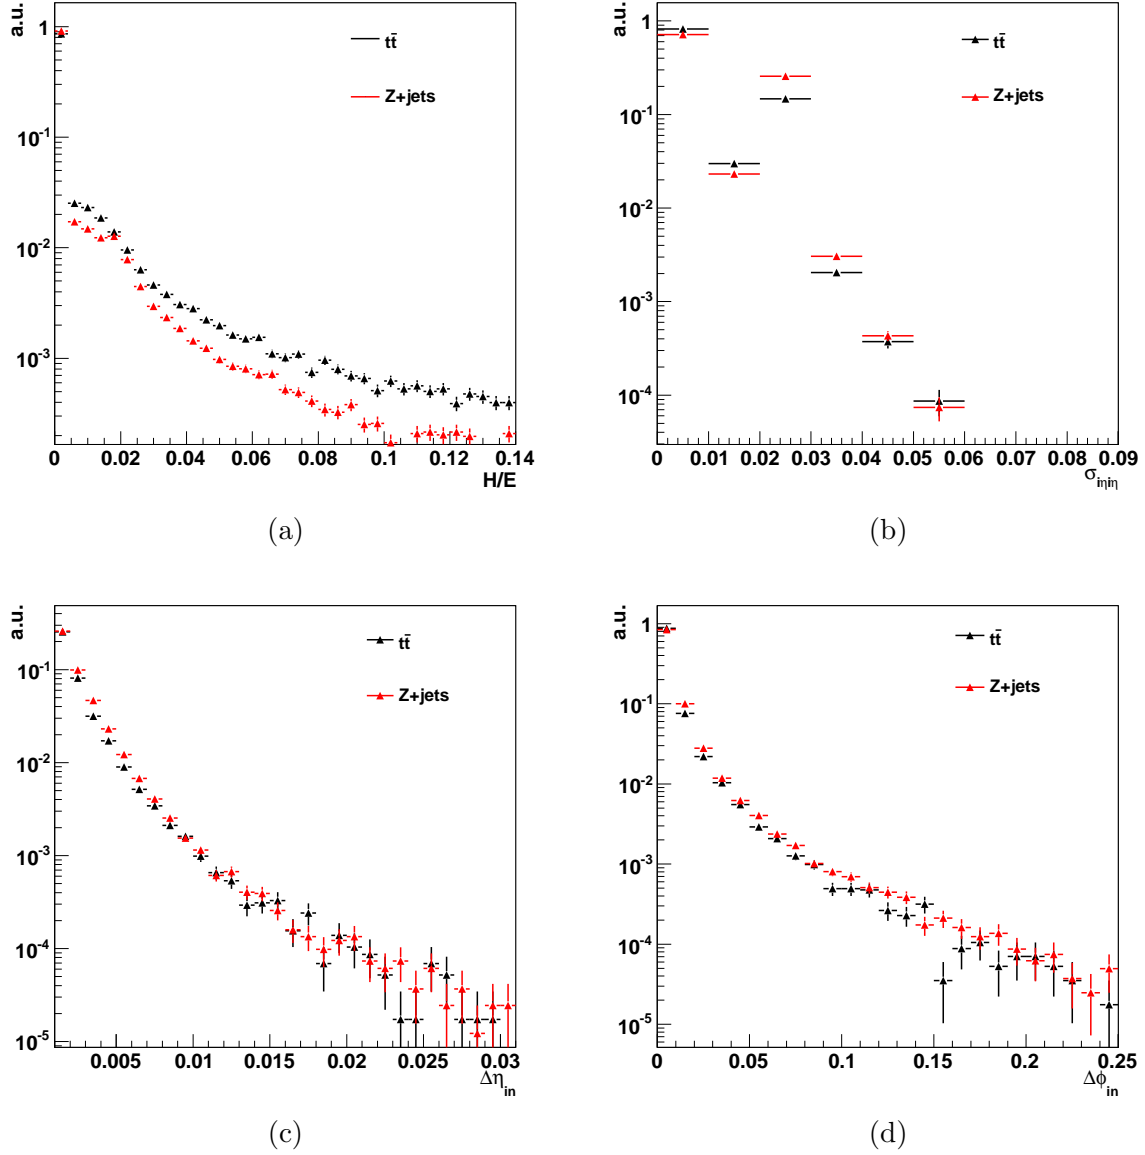 a.u.
1
10⁻¹
10⁻²
10⁻³
tt̄
Z+jets
0 0.02 0.04 0.06 0.08 0.1 0.12 0.14
H/E
(a)
a.u.
1
10⁻¹
10⁻²
10⁻³
10⁻⁴
tt̄
Z+jets
0 0.01 0.02 0.03 0.04 0.05 0.06 0.07 0.08 0.09
σ_iηiη
(b)
a.u.
10⁻¹
10⁻²
10⁻³
10⁻⁴
10⁻⁵
tt̄
Z+jets
0.005 0.01 0.015 0.02 0.025 0.03
Δη_in
(c)
a.u.
1
10⁻¹
10⁻²
10⁻³
10⁻⁴
10⁻⁵
tt̄
Z+jets
0 0.05 0.1 0.15 0.2 0.25
Δϕ_in
(d)